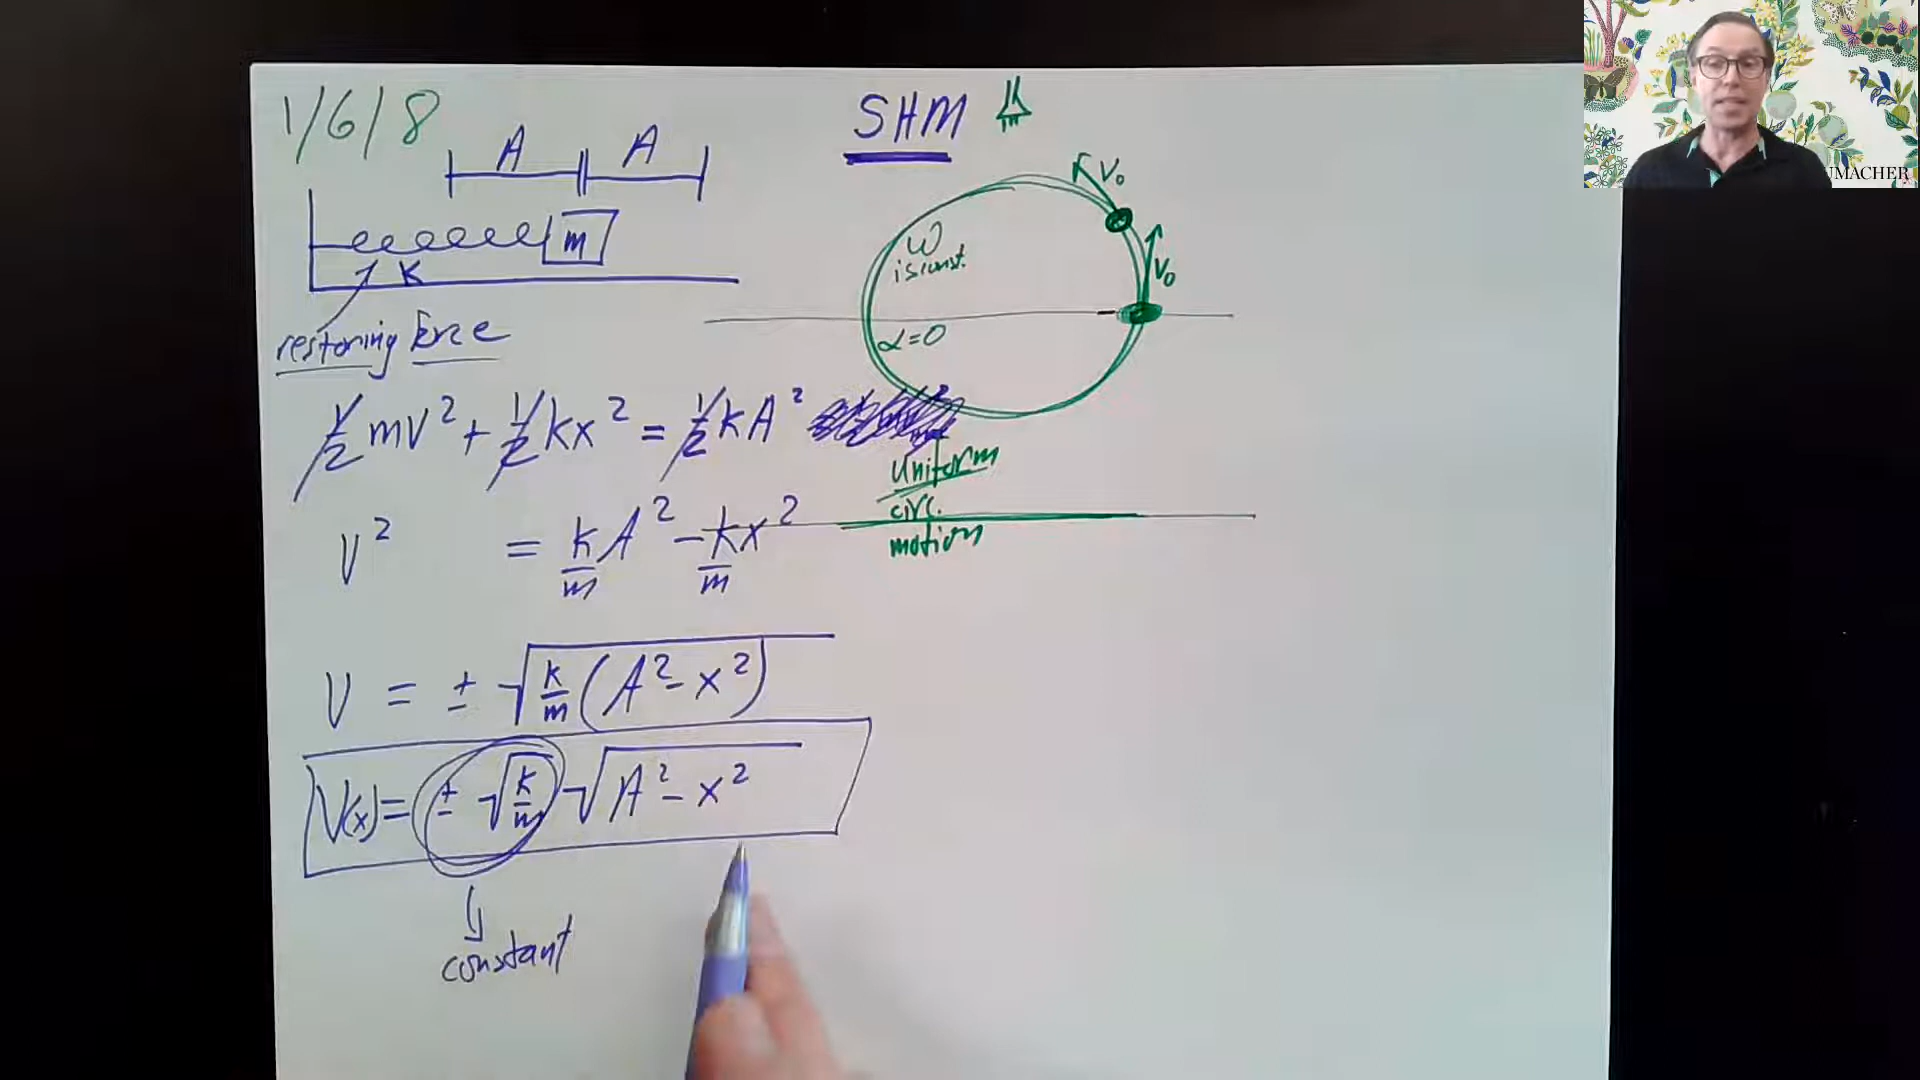 1/6/8
SHM
A A
m
K
restoring force
V₀
V₀
ω
is const.
α=0
½mv² + ½kx² = ½kA²
uniform
circ.
motion
V² = k/m A² - k/m x²
V = ± √(k/m (A² - x²))
V(x) = ± √(k/m) √(A² - x²)
constant
UMACHER